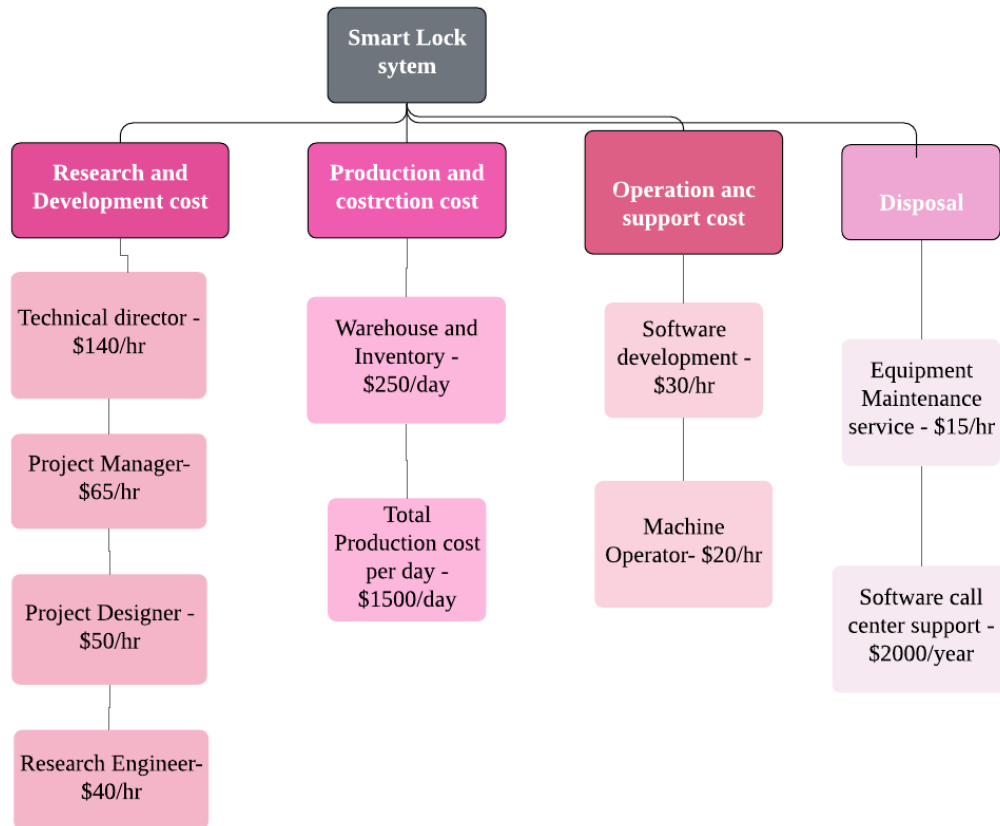 Smart Lock
sytem
Research and
Development cost
Production and
costrction cost
Operation anc
support cost
Disposal
Technical director -
$140/hr
Project Manager-
$65/hr
Project Designer -
$50/hr
Research Engineer-
$40/hr
Warehouse and
Inventory -
$250/day
Total
Production cost
per day -
$1500/day
Software
development -
$30/hr
Machine
Operator- $20/hr
Equipment
Maintenance
service - $15/hr
Software call
center support -
$2000/year